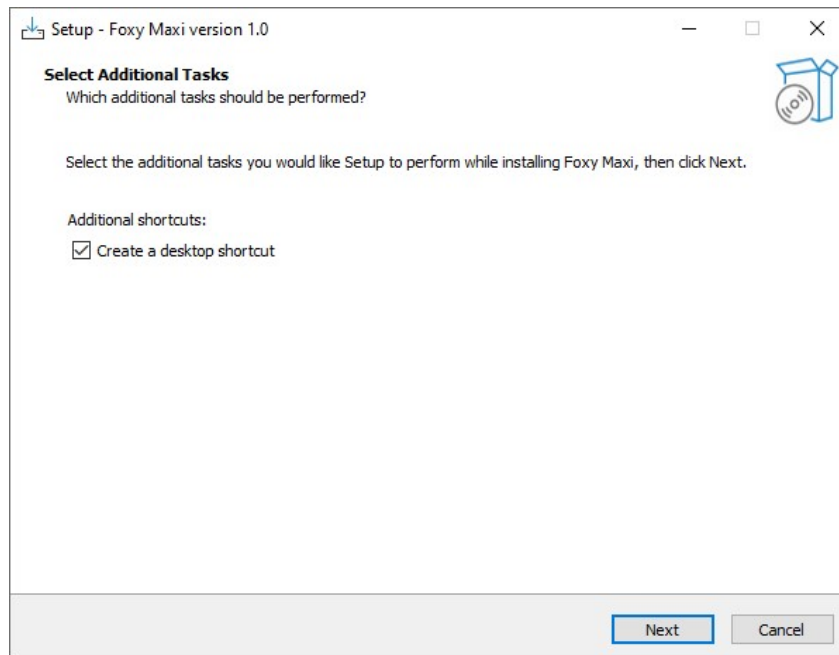 Setup - Foxy Maxi version 1.0
Select Additional Tasks
Which additional tasks should be performed?
Select the additional tasks you would like Setup to perform while installing Foxy Maxi, then click Next.
Additional shortcuts:
Create a desktop shortcut
Next
Cancel